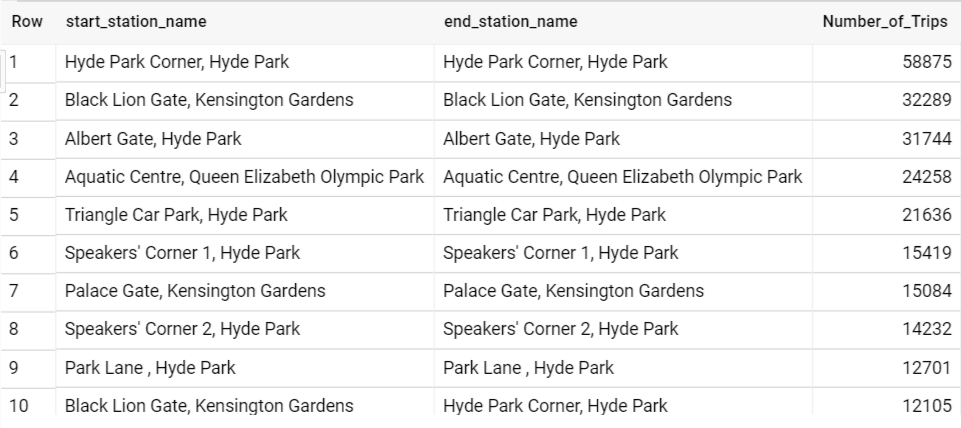 Row start_station_name end_station_name Number_of_Trips
1 Hyde Park Corner, Hyde Park Hyde Park Corner, Hyde Park 58875
2 Black Lion Gate, Kensington Gardens Black Lion Gate, Kensington Gardens 32289
3 Albert Gate, Hyde Park Albert Gate, Hyde Park 31744
4 Aquatic Centre, Queen Elizabeth Olympic Park Aquatic Centre, Queen Elizabeth Olympic Park 24258
5 Triangle Car Park, Hyde Park Triangle Car Park, Hyde Park 21636
6 Speakers' Corner 1, Hyde Park Speakers' Corner 1, Hyde Park 15419
7 Palace Gate, Kensington Gardens Palace Gate, Kensington Gardens 15084
8 Speakers' Corner 2, Hyde Park Speakers' Corner 2, Hyde Park 14232
9 Park Lane , Hyde Park Park Lane , Hyde Park 12701
10 Black Lion Gate, Kensington Gardens Hyde Park Corner, Hyde Park 12105